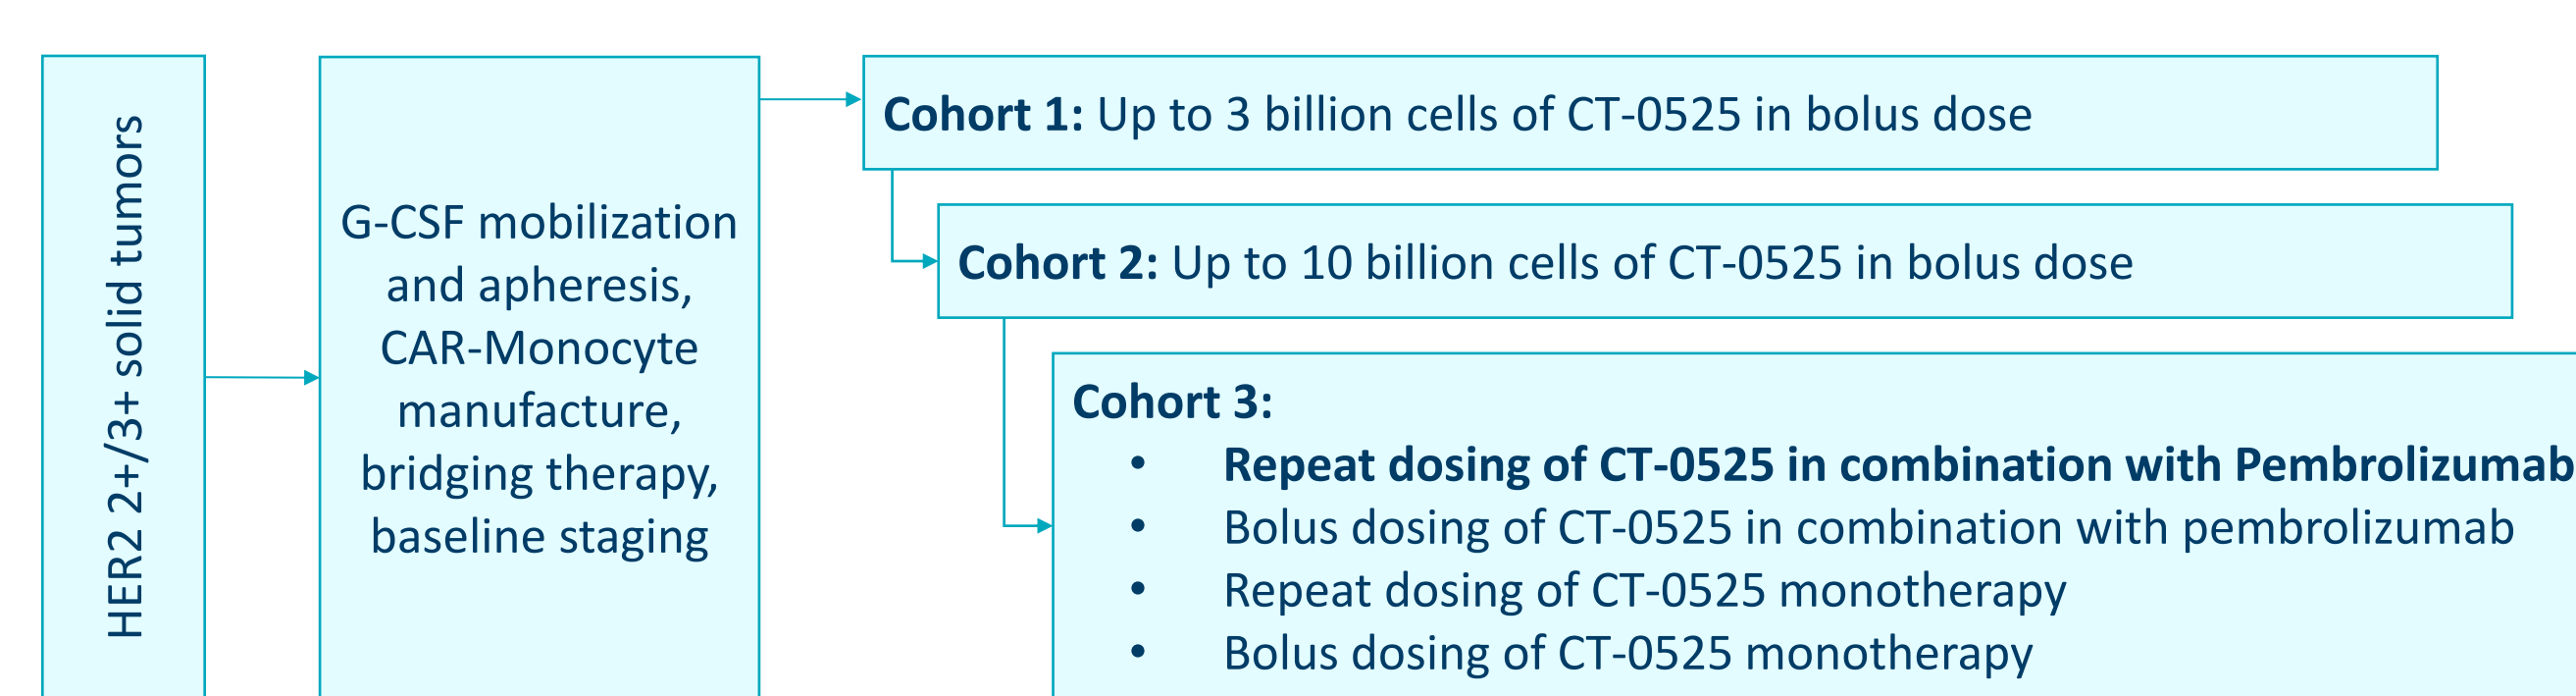 HER2 2+/3+ solid tumors
G-CSF mobilization
and apheresis,
CAR-Monocyte
manufacture,
bridging therapy,
baseline staging
Cohort 1: Up to 3 billion cells of CT-0525 in bolus dose
Cohort 2: Up to 10 billion cells of CT-0525 in bolus dose
Cohort 3:
• Repeat dosing of CT-0525 in combination with Pembrolizumab
• Bolus dosing of CT-0525 in combination with pembrolizumab
• Repeat dosing of CT-0525 monotherapy
• Bolus dosing of CT-0525 monotherapy